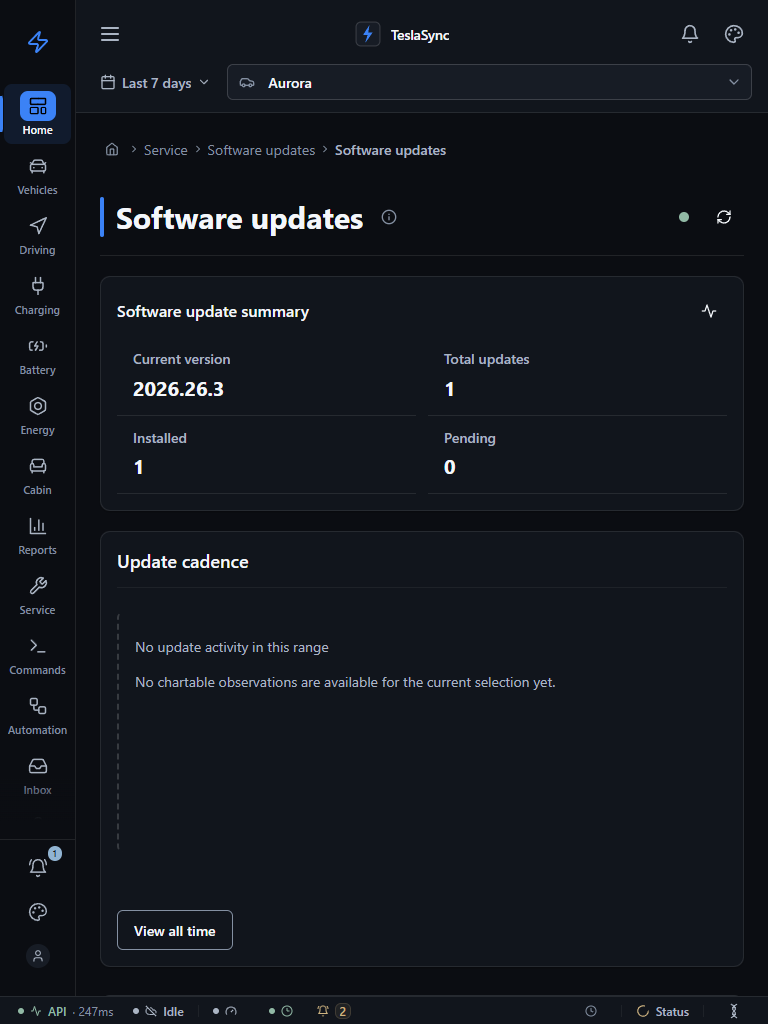 TeslaSync
Last 7 days
Aurora
Home
Vehicles
Driving
Charging
Battery
Energy
Cabin
Reports
Service
Commands
Automation
Inbox
1
Service
Software updates
Software updates
Software updates
Software update summary
Current version
2026.26.3
Total updates
1
Installed
1
Pending
0
Update cadence
No update activity in this range
No chartable observations are available for the current selection yet.
View all time
API · 247ms
Idle
2
Status